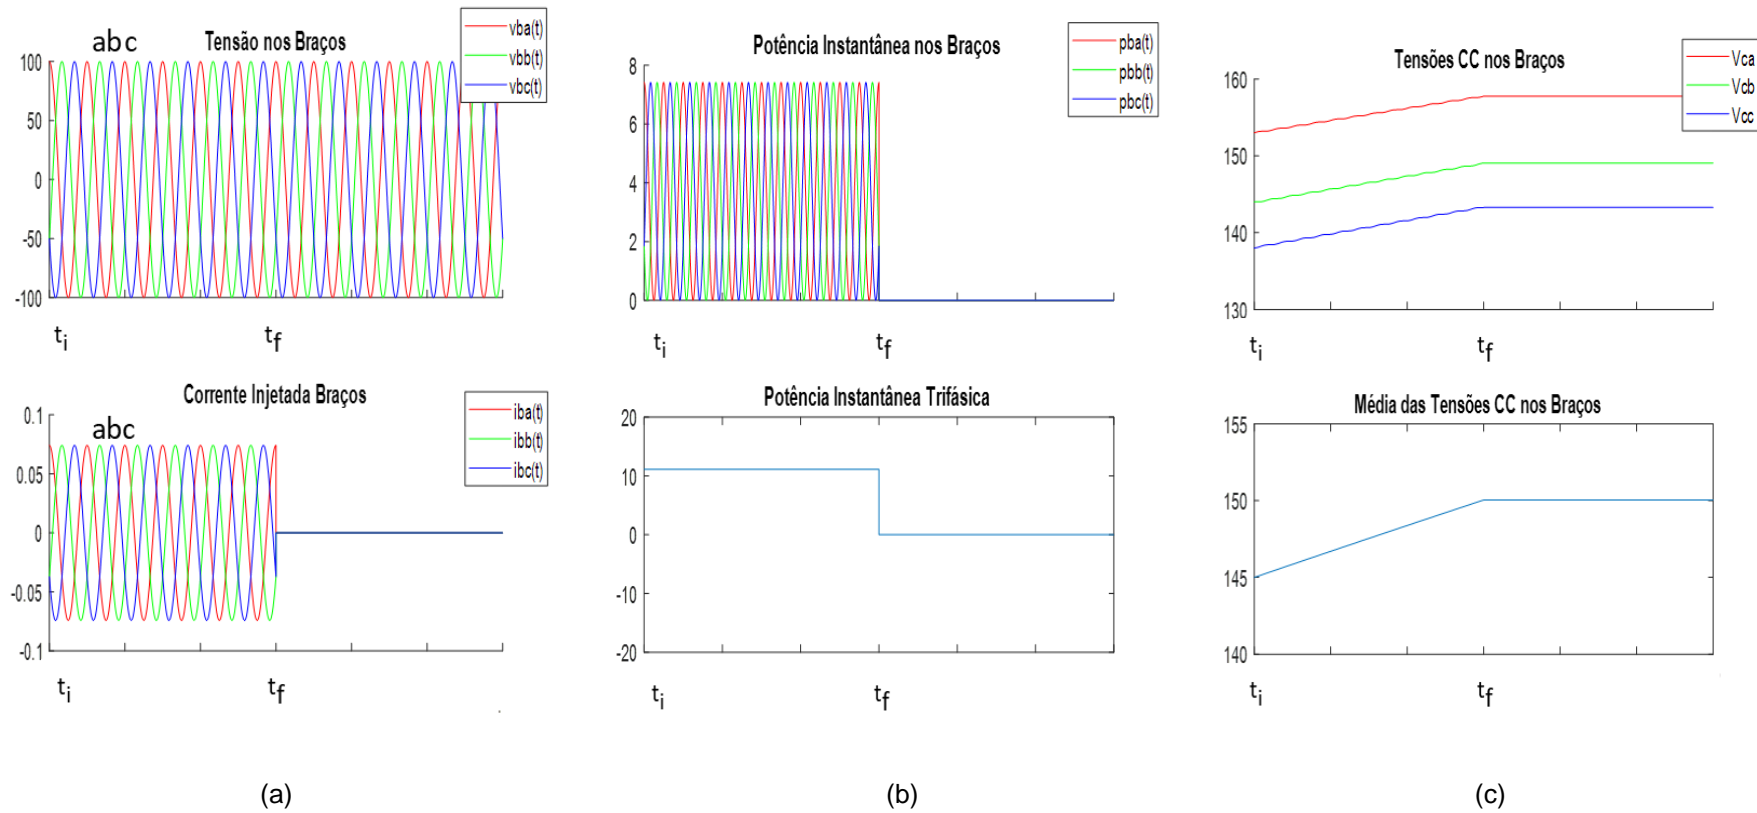 Tensão nos Braços
abc
vba(t)
vbb(t)
vbc(t)
100
50
0
-50
-100
ti
tf
Corrente Injetada Braços
abc
iba(t)
ibb(t)
ibc(t)
0.1
0.05
0
-0.05
-0.1
ti
tf
(a)
Potência Instantânea nos Braços
pba(t)
pbb(t)
pbc(t)
8
6
4
2
0
ti
tf
Potência Instantânea Trifásica
20
10
0
-10
-20
ti
tf
(b)
Tensões CC nos Braços
Vca
Vcb
Vcc
160
150
140
130
ti
tf
Média das Tensões CC nos Braços
155
150
145
140
ti
tf
(c)